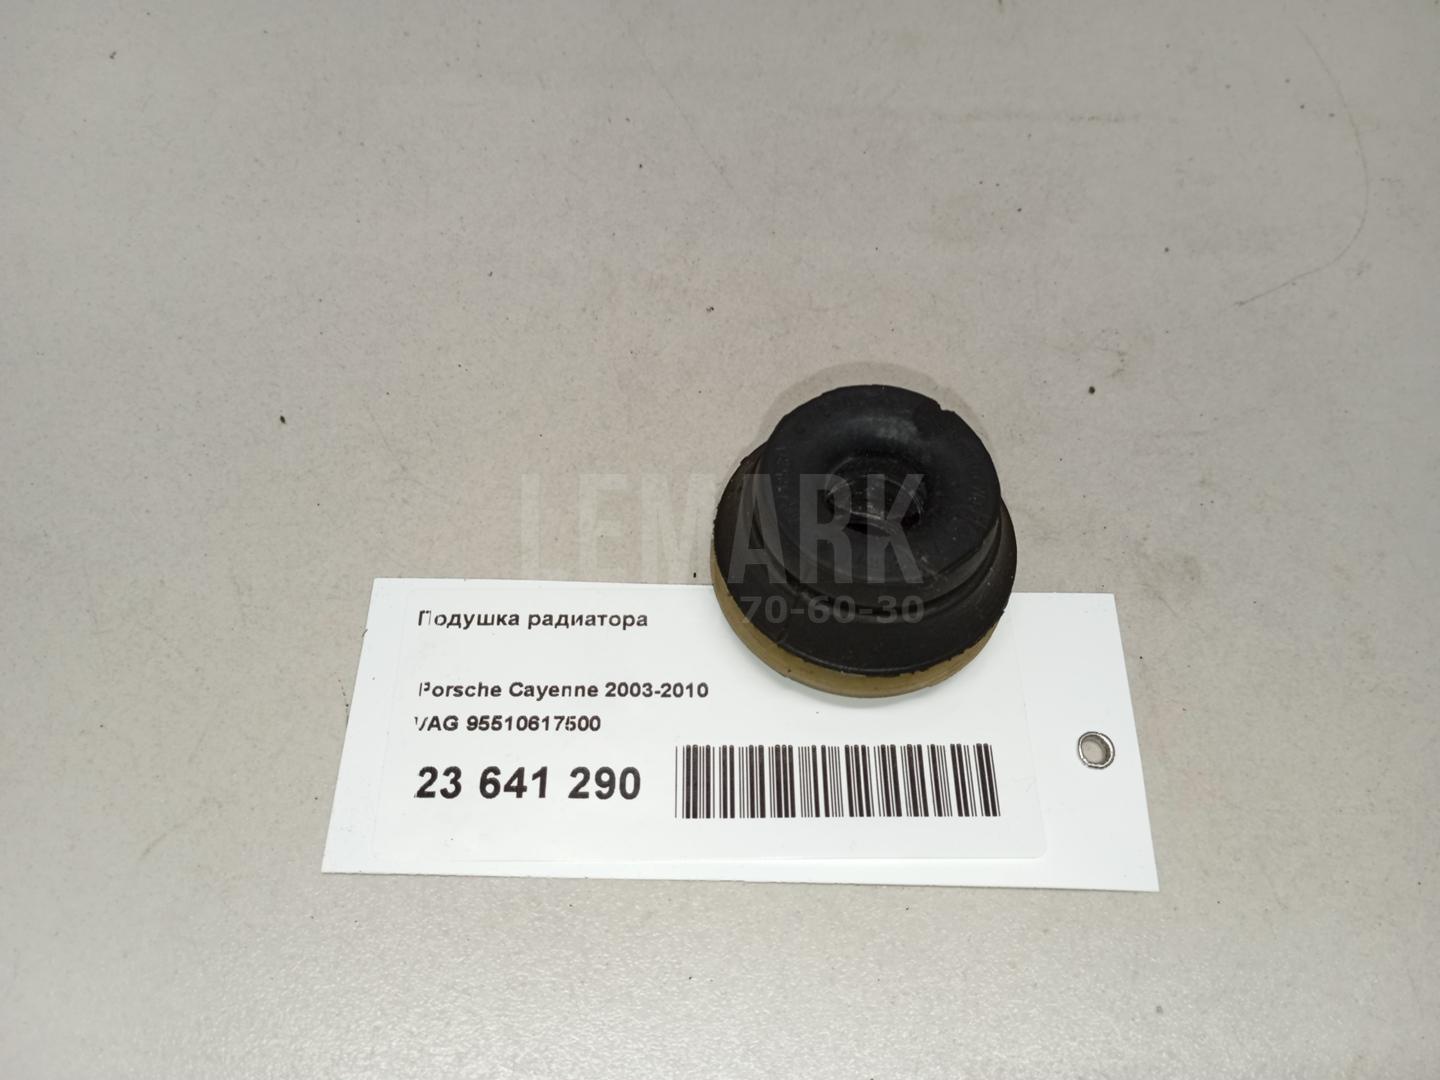 LEMARK
70-60-30
Подушка радиатора
Porsche Cayenne 2003-2010
VAG 95510617500
23 641 290